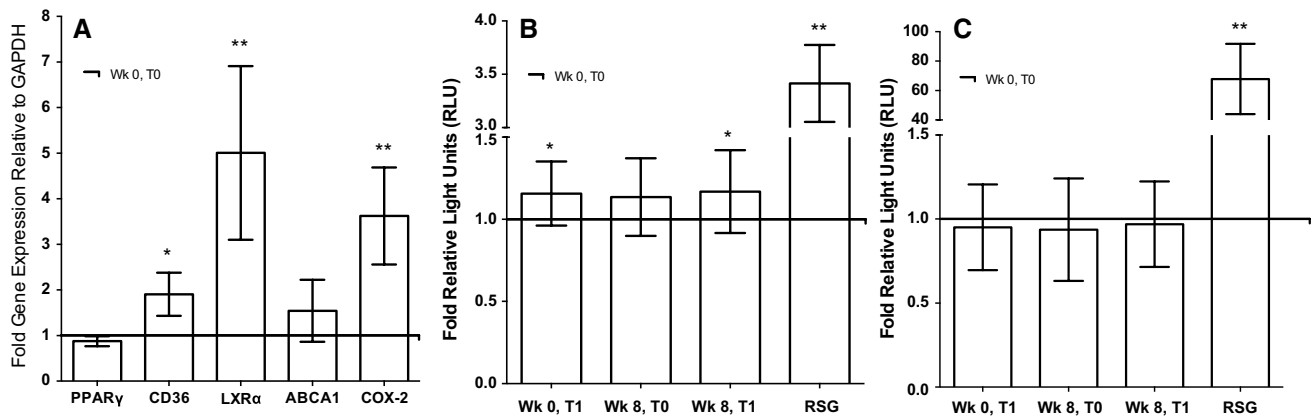 A
Fold Gene Expression Relative to GAPDH
8
7
6
5
4
3
2
1
0
Wk 0, T0
*
**
**
PPARγ CD36 LXRα ABCA1 COX-2
B
Fold Relative Light Units (RLU)
4.0
3.5
3.0
1.5
1.0
0.5
0.0
Wk 0, T0
*
*
**
Wk 0, T1 Wk 8, T0 Wk 8, T1 RSG
C
Fold Relative Light Units (RLU)
100
80
60
40
1.5
1.0
0.5
0.0
Wk 0, T0
**
Wk 0, T1 Wk 8, T0 Wk 8, T1 RSG